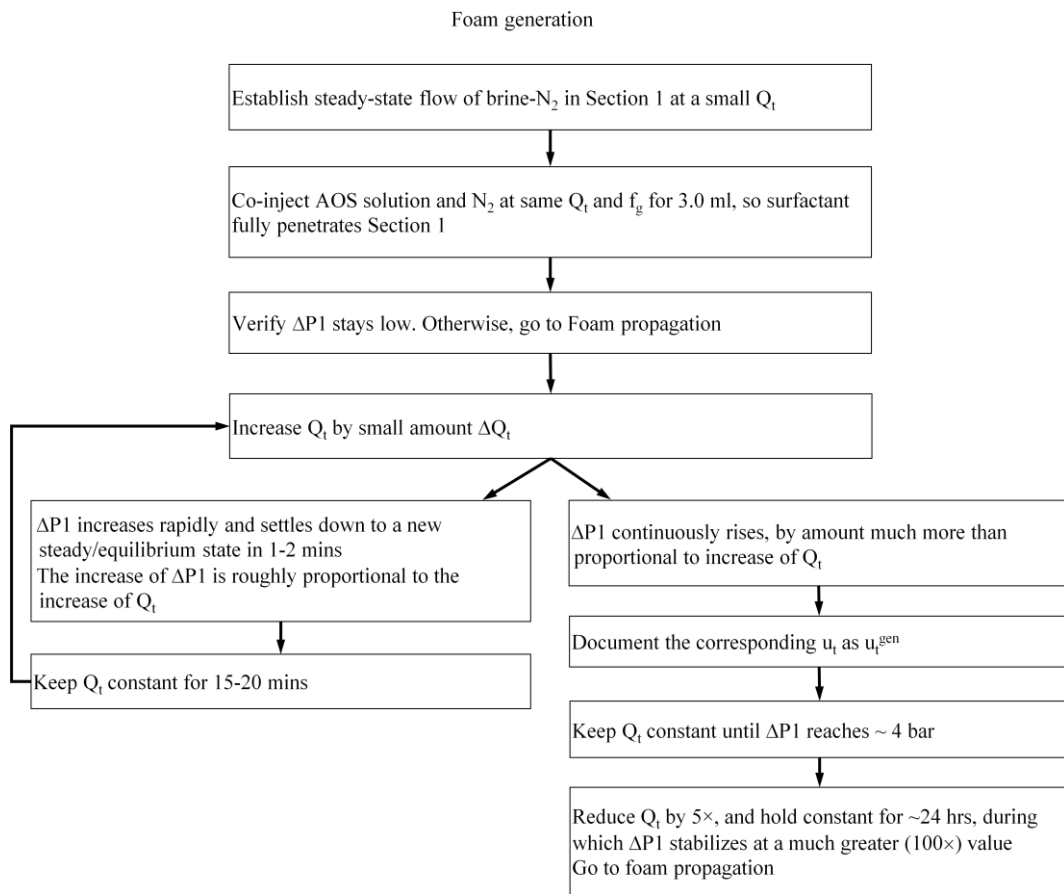 Foam generation
Establish steady-state flow of brine-N₂ in Section 1 at a small Qₜ
Co-inject AOS solution and N₂ at same Qₜ and f_g for 3.0 ml, so surfactant
fully penetrates Section 1
Verify ΔP1 stays low. Otherwise, go to Foam propagation
Increase Qₜ by small amount ΔQₜ
ΔP1 increases rapidly and settles down to a new
steady/equilibrium state in 1-2 mins
The increase of ΔP1 is roughly proportional to the
increase of Qₜ
Keep Qₜ constant for 15-20 mins
ΔP1 continuously rises, by amount much more than
proportional to increase of Qₜ
Document the corresponding uₜ as uₜ^gen
Keep Qₜ constant until ΔP1 reaches ~ 4 bar
Reduce Qₜ by 5×, and hold constant for ~24 hrs, during
which ΔP1 stabilizes at a much greater (100×) value
Go to foam propagation